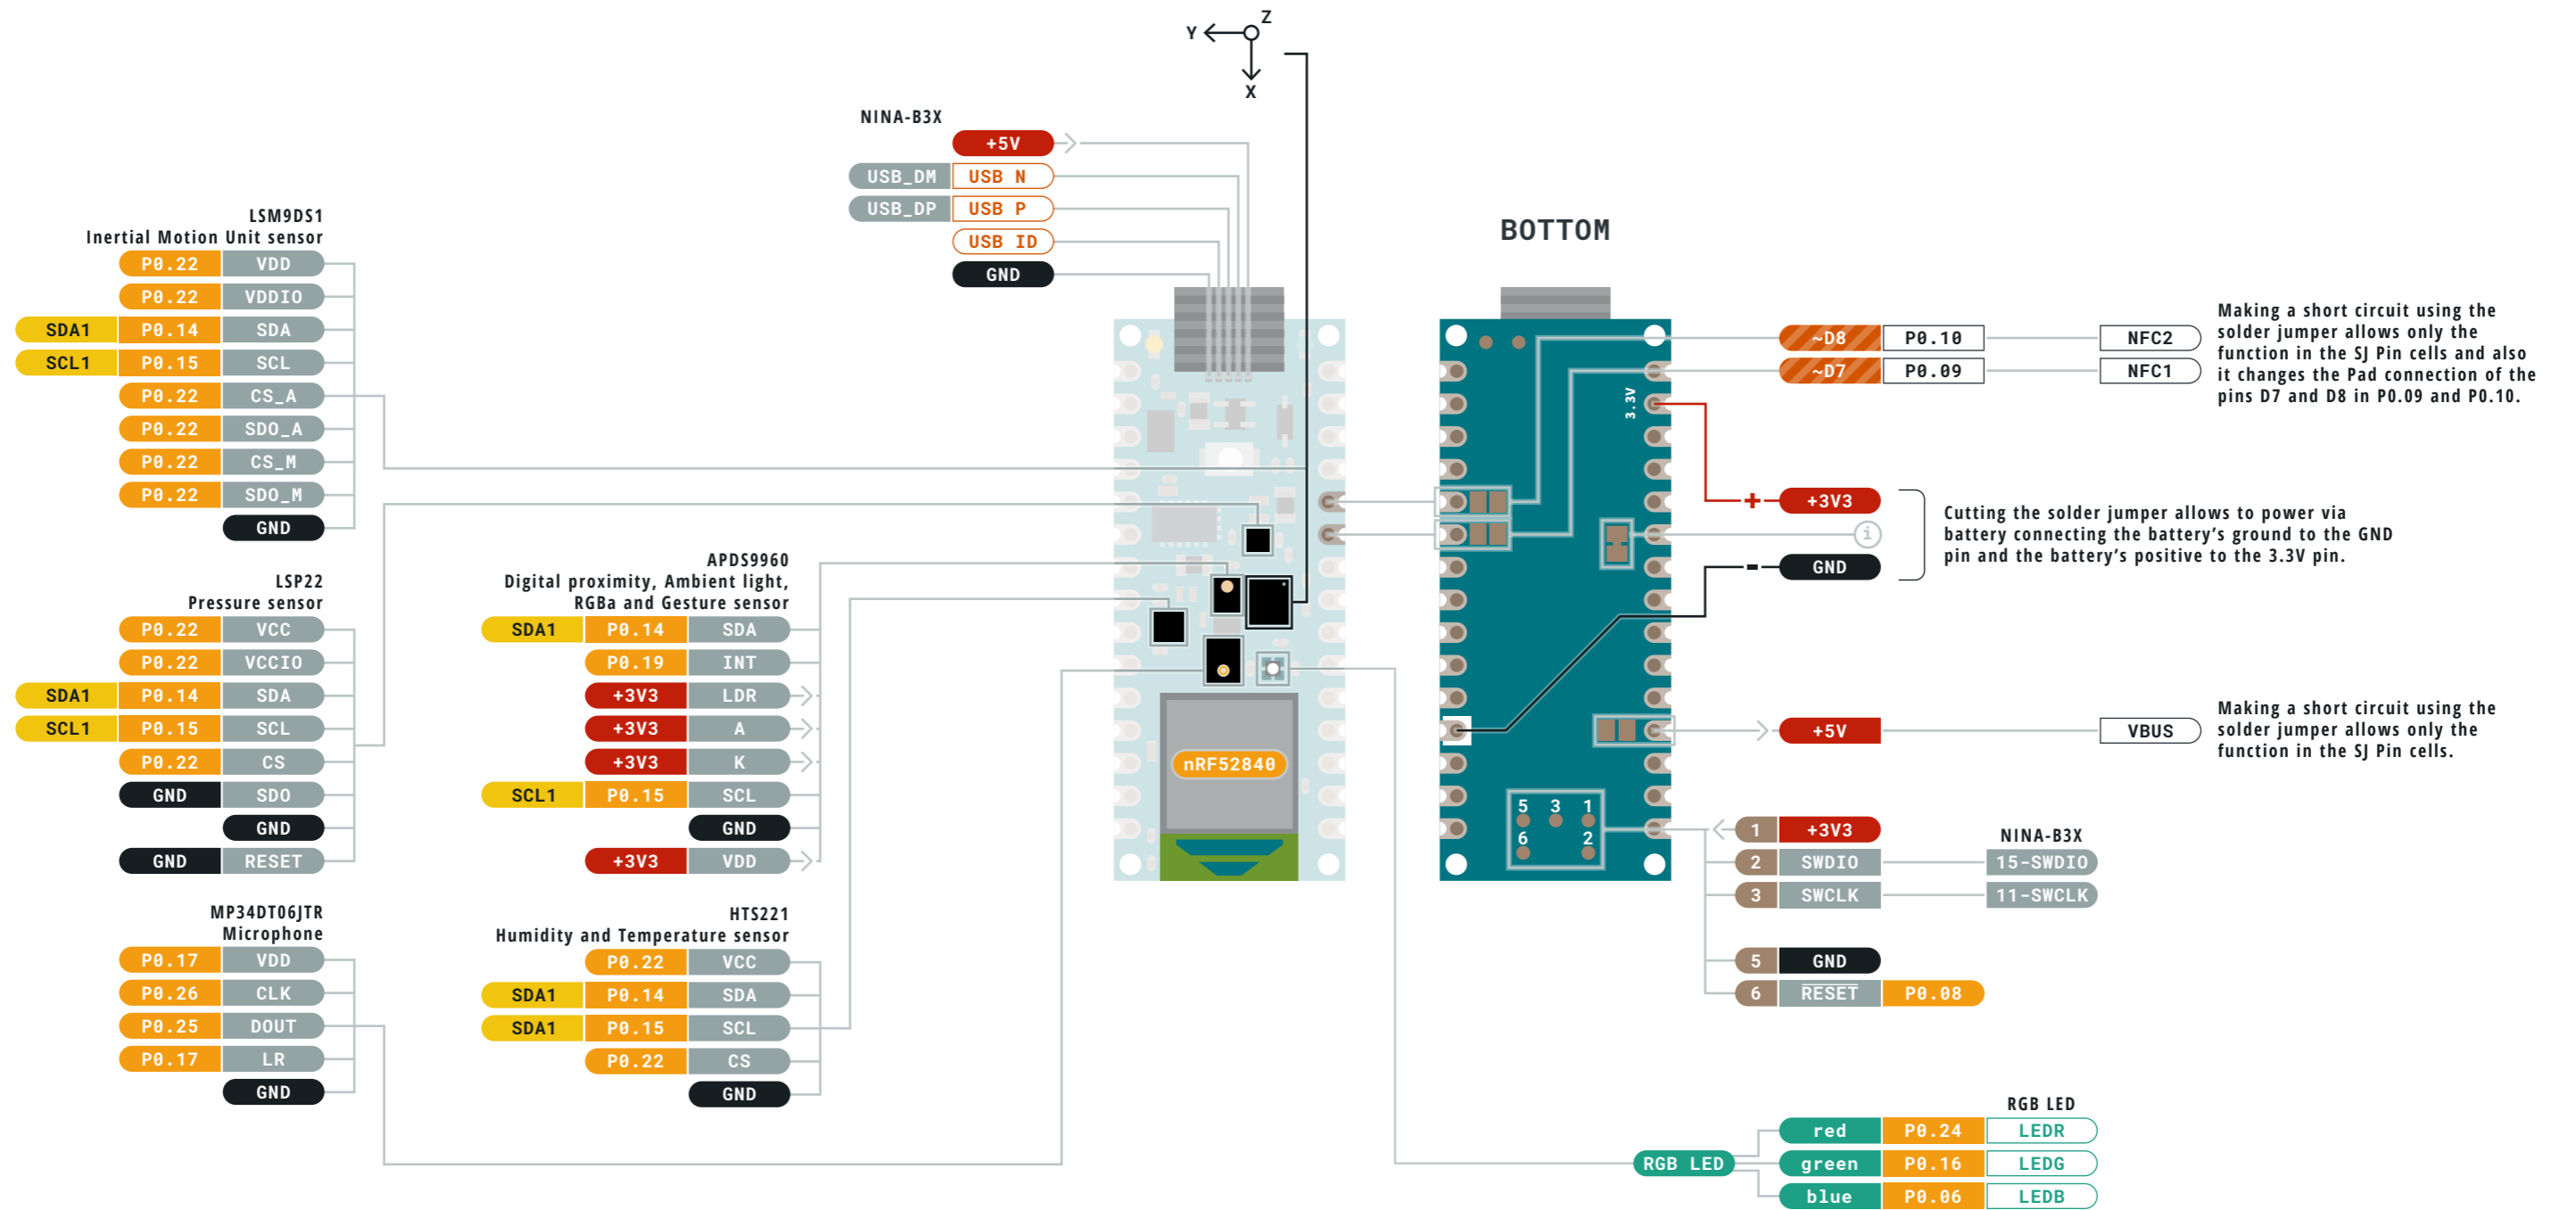 Z
Y
X
NINA-B3X
+5V
USB_DM USB N
USB_DP USB P
USB ID
GND
LSM9DS1
Inertial Motion Unit sensor
P0.22 VDD
P0.22 VDDIO
SDA1 P0.14 SDA
SCL1 P0.15 SCL
P0.22 CS_A
P0.22 SDO_A
P0.22 CS_M
P0.22 SDO_M
GND
LSP22
Pressure sensor
P0.22 VCC
P0.22 VCCIO
SDA1 P0.14 SDA
SCL1 P0.15 SCL
P0.22 CS
GND SDO
GND
GND RESET
MP34DT06JTR
Microphone
P0.17 VDD
P0.26 CLK
P0.25 DOUT
P0.17 LR
GND
APDS9960
Digital proximity, Ambient light,
RGBa and Gesture sensor
SDA1 P0.14 SDA
P0.19 INT
+3V3 LDR
+3V3 A
+3V3 K
SCL1 P0.15 SCL
GND
+3V3 VDD
HTS221
Humidity and Temperature sensor
P0.22 VCC
SDA1 P0.14 SDA
SDA1 P0.15 SCL
P0.22 CS
GND
nRF52840
BOTTOM
3.3V
5 3 1
6 2
~D8 P0.10 NFC2
~D7 P0.09 NFC1
Making a short circuit using the
solder jumper allows only the
function in the SJ Pin cells and also
it changes the Pad connection of the
pins D7 and D8 in P0.09 and P0.10.
+ +3V3
i
- GND
Cutting the solder jumper allows to power via
battery connecting the battery's ground to the GND
pin and the battery's positive to the 3.3V pin.
+5V VBUS
Making a short circuit using the
solder jumper allows only the
function in the SJ Pin cells.
NINA-B3X
1 +3V3
2 SWDIO 15-SWDIO
3 SWCLK 11-SWCLK
5 GND
6 RESET P0.08
RGB LED
RGB LED
red P0.24 LEDR
green P0.16 LEDG
blue P0.06 LEDB